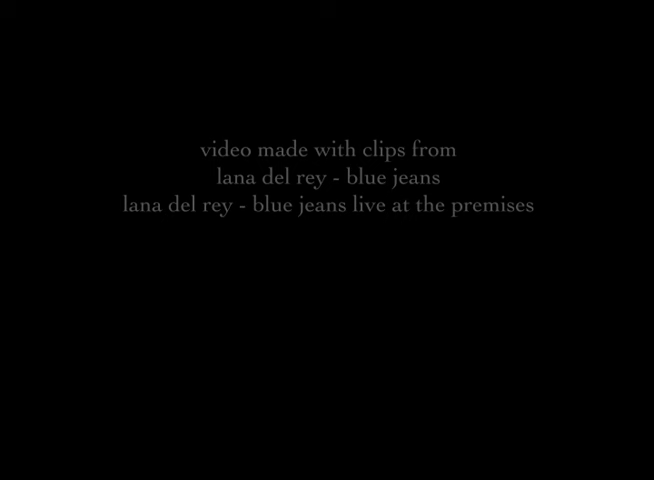 video made with clips from
lana del rey - blue jeans
lana del rey - blue jeans live at the premises